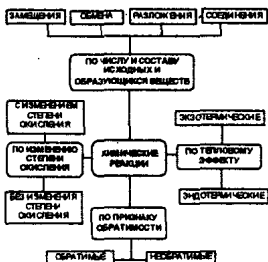 ЗАМЕЩЕНИЯ ОБМЕНА РАЗЛОЖЕНИЯ СОЕДИНЕНИЯ
ПО ЧИСЛУ И СОСТАВУ
ИСХОДНЫХ И
ОБРАЗУЮЩИХСЯ ВЕЩЕСТВ
С ИЗМЕНЕНИЕМ
СТЕПЕНИ
ОКИСЛЕНИЯ
ЭКЗОТЕРМИЧЕСКИЕ
ПО ИЗМЕНЕНИЮ
СТЕПЕНИ
ОКИСЛЕНИЯ
ХИМИЧЕСКИЕ
РЕАКЦИИ
ПО ТЕПЛОВОМУ
ЭФФЕКТУ
БЕЗ ИЗМЕНЕНИЯ
СТЕПЕНИ
ОКИСЛЕНИЯ
ЭНДОТЕРМИЧЕСКИЕ
ПО ПРИЗНАКУ
ОБРАТИМОСТИ
ОБРАТИМЫЕ НЕОБРАТИМЫЕ